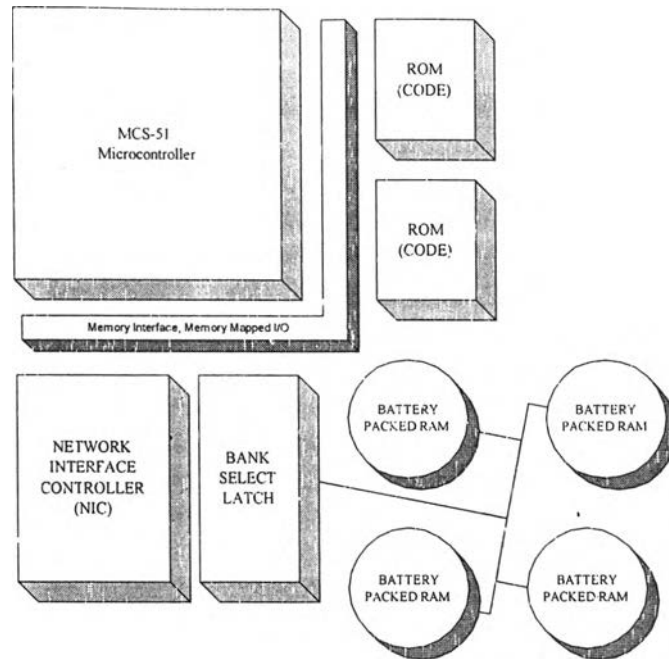 MCS-51
Microcontroller
ROM
(CODE)
ROM
(CODE)
Memory Interface, Memory Mapped I/O
NETWORK
INTERFACE
CONTROLLER
(NIC)
BANK
SELECT
LATCH
BATTERY
PACKED RAM
BATTERY
PACKED RAM
BATTERY
PACKED RAM
BATTERY
PACKED RAM